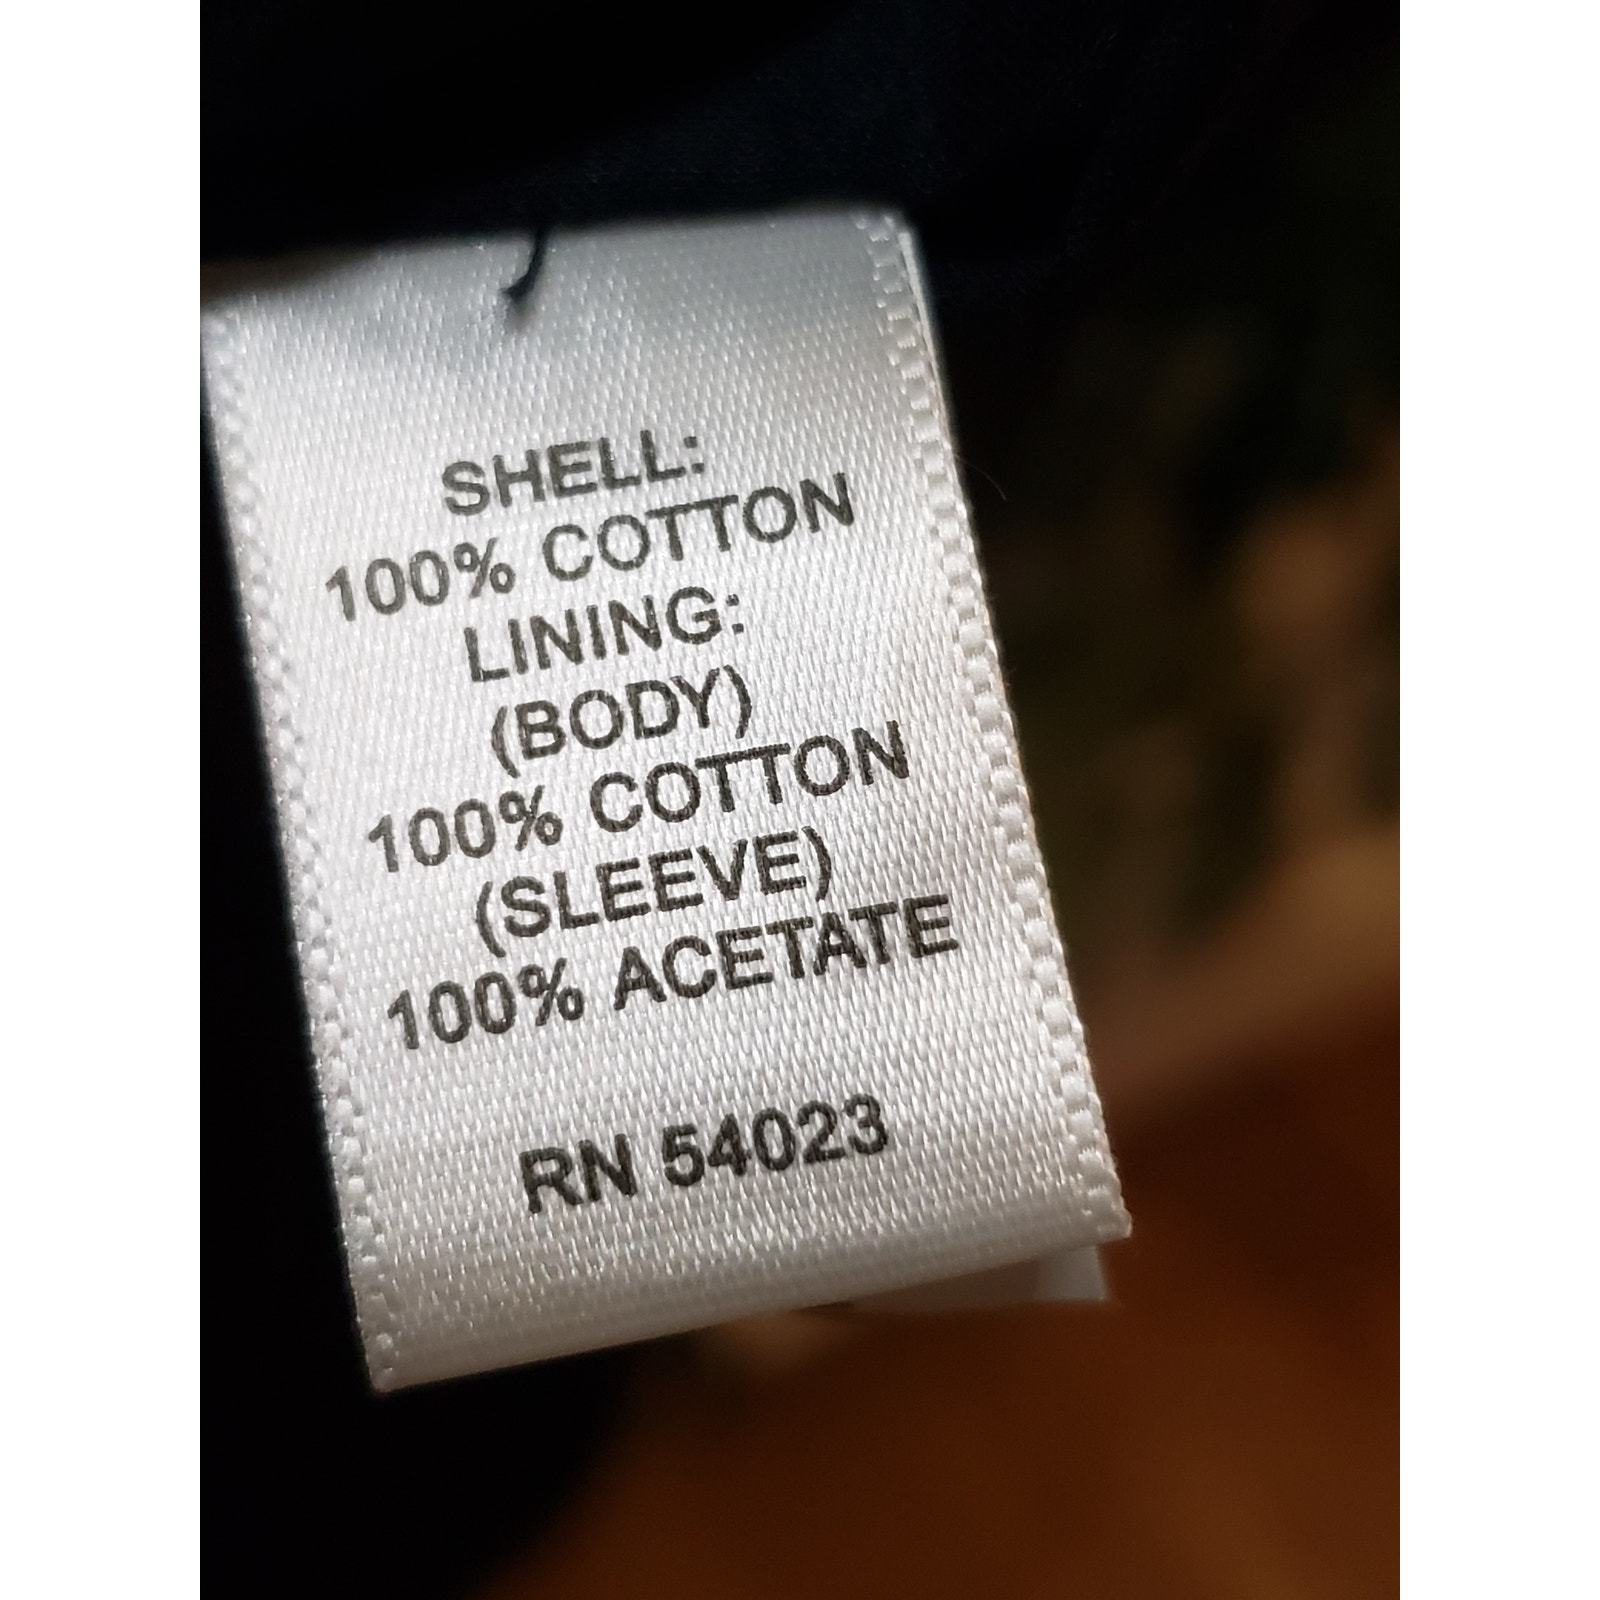 SHELL:
100% COTTON
LINING:
(BODY)
100% COTTON
(SLEEVE)
100% ACETATE
RN 54023